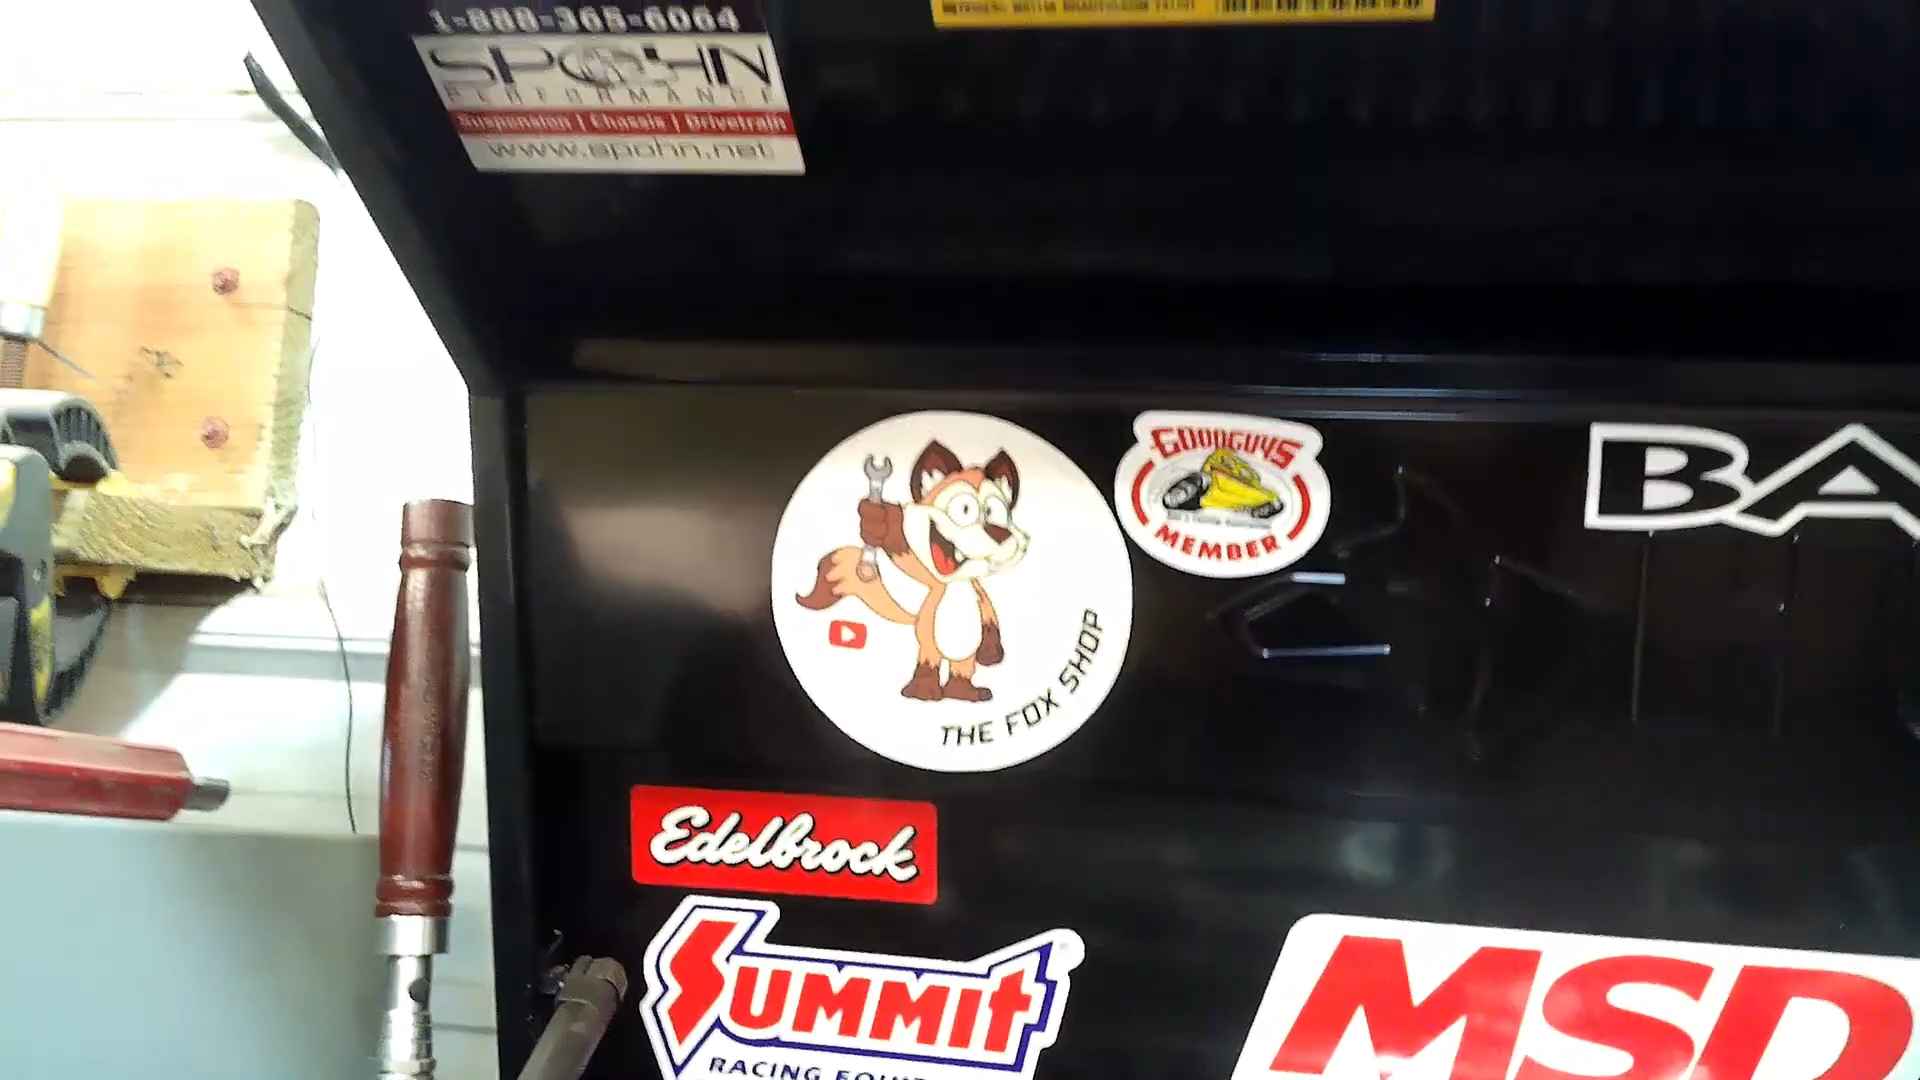 1-888-365-6064
SPOHN
PERFORMANCE
Suspension | Chassis | Drivetrain
www.spohn.net
GOODGUYS
MEMBER
BA
THE FOX SHOP
Edelbrock
SUMMIT
RACING
MSD